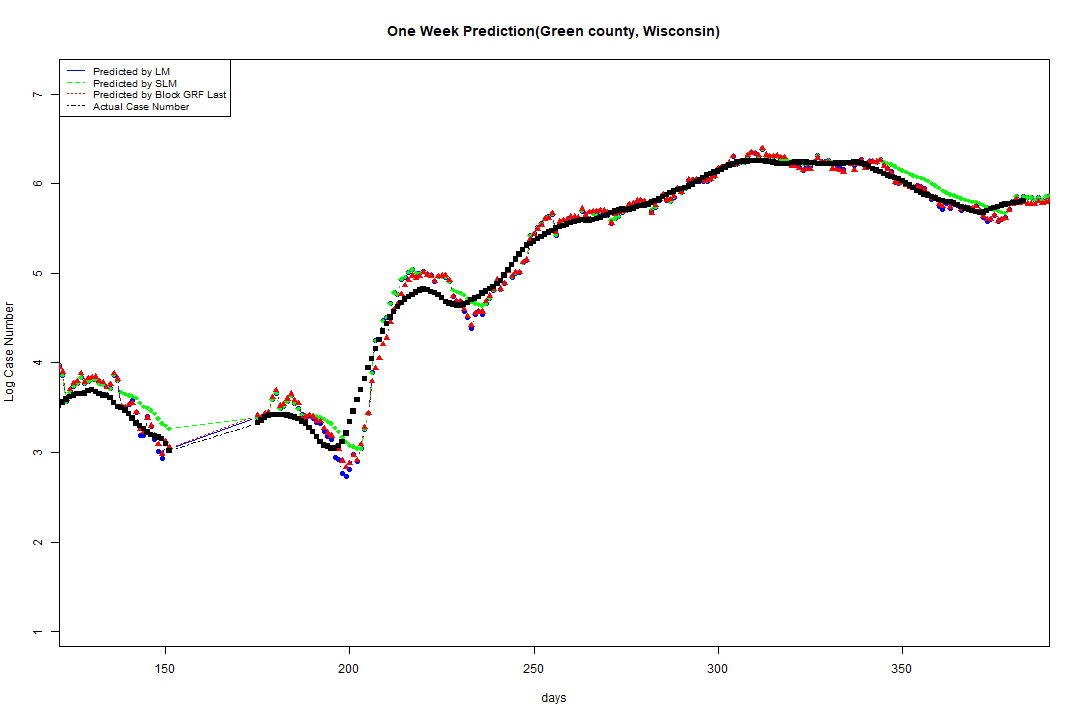 One Week Prediction(Green county, Wisconsin)
Predicted by LM
Predicted by SLM
Predicted by Block GRF Last
Actual Case Number
7
6
5
4
3
2
1
Log Case Number
150 200 250 300 350
days